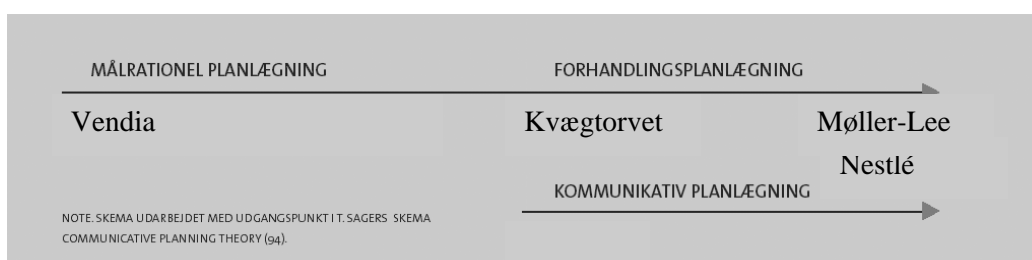 MÅLRATIONEL PLANLÆGNING FORHANDLINGSPLANLÆGNING
Vendia Kvægtorvet Møller-Lee
Nestlé
KOMMUNIKATIV PLANLÆGNING
NOTE. SKEMA UDARBEJDET MED UDGANGSPUNKT I T. SAGERS SKEMA
COMMUNICATIVE PLANNING THEORY (94).